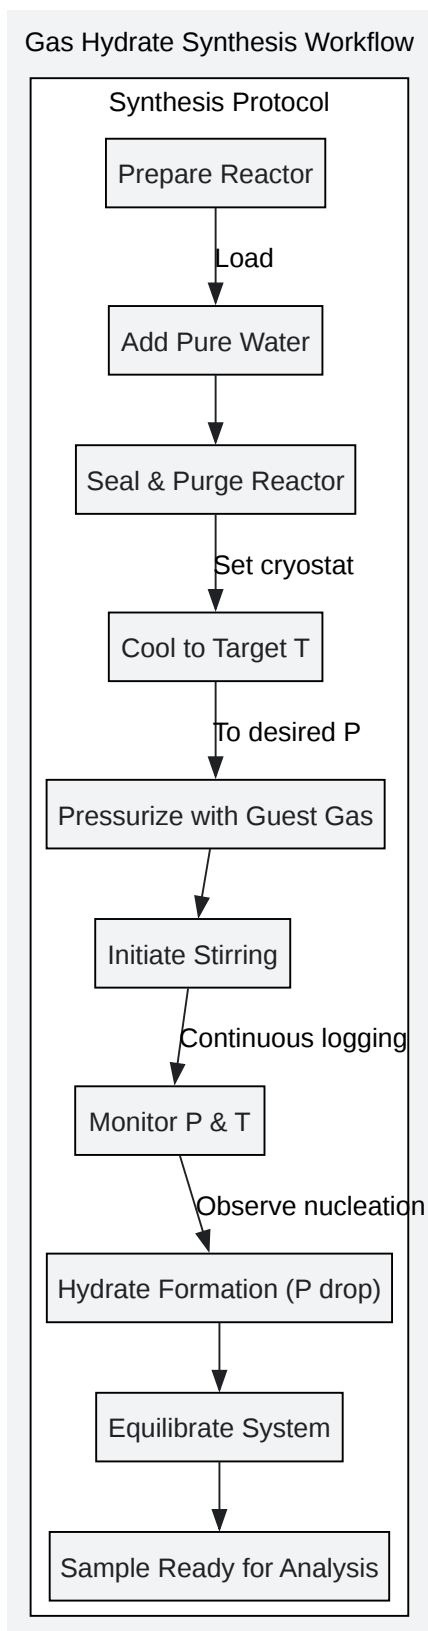 Gas Hydrate Synthesis Workflow
Synthesis Protocol
Prepare Reactor
Load
Add Pure Water
Seal & Purge Reactor
Set cryostat
Cool to Target T
To desired P
Pressurize with Guest Gas
Initiate Stirring
Continuous logging
Monitor P & T
Observe nucleation
Hydrate Formation (P drop)
Equilibrate System
Sample Ready for Analysis